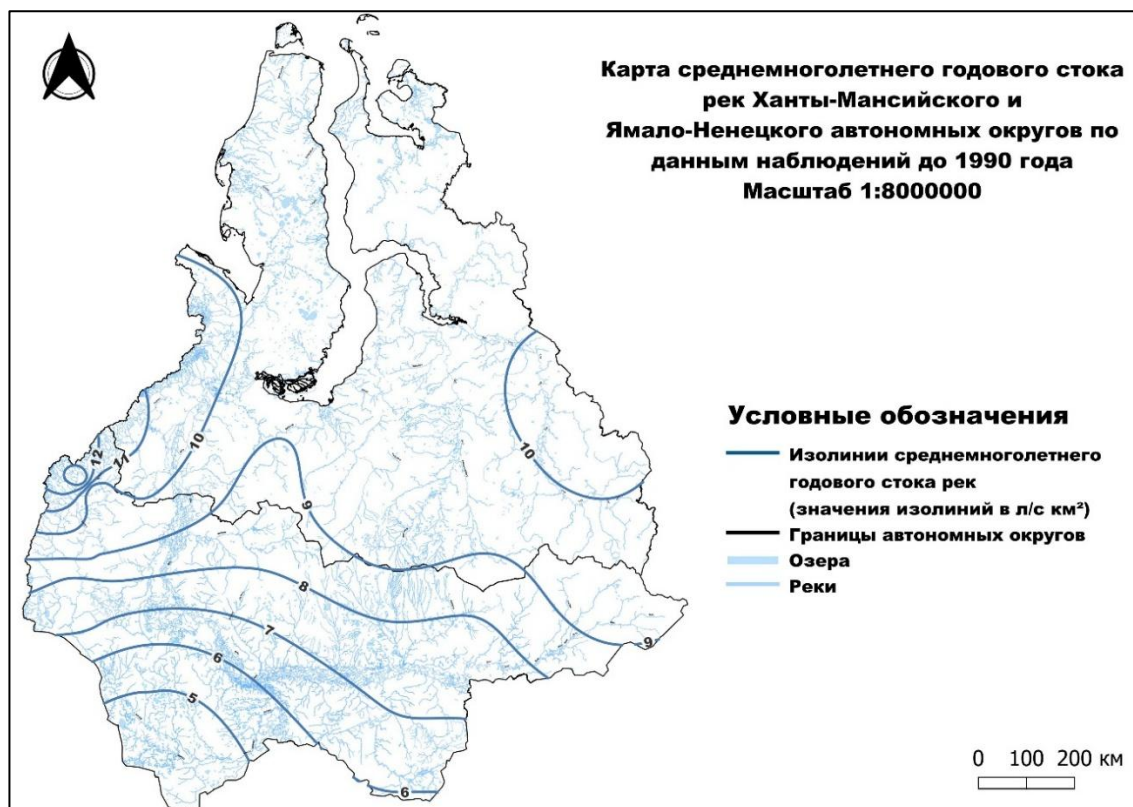 Карта среднемноголетнего годового стока
рек Ханты-Мансийского и
Ямало-Ненецкого автономных округов по
данным наблюдений до 1990 года
Масштаб 1:8000000
10
12
11
10
9
8
9
7
6
5
6
Условные обозначения
Изолинии среднемноголетнего
годового стока рек
(значения изолиний в л/с км²)
Границы автономных округов
Озера
Реки
0 100 200 км